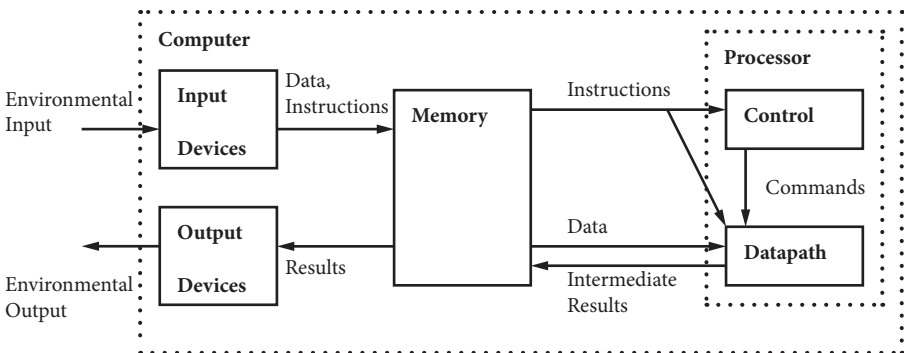 Computer
Processor
Environmental
Input
Input
Devices
Data,
Instructions
Memory
Instructions
Control
Commands
Environmental
Output
Output
Devices
Results
Data
Intermediate
Results
Datapath